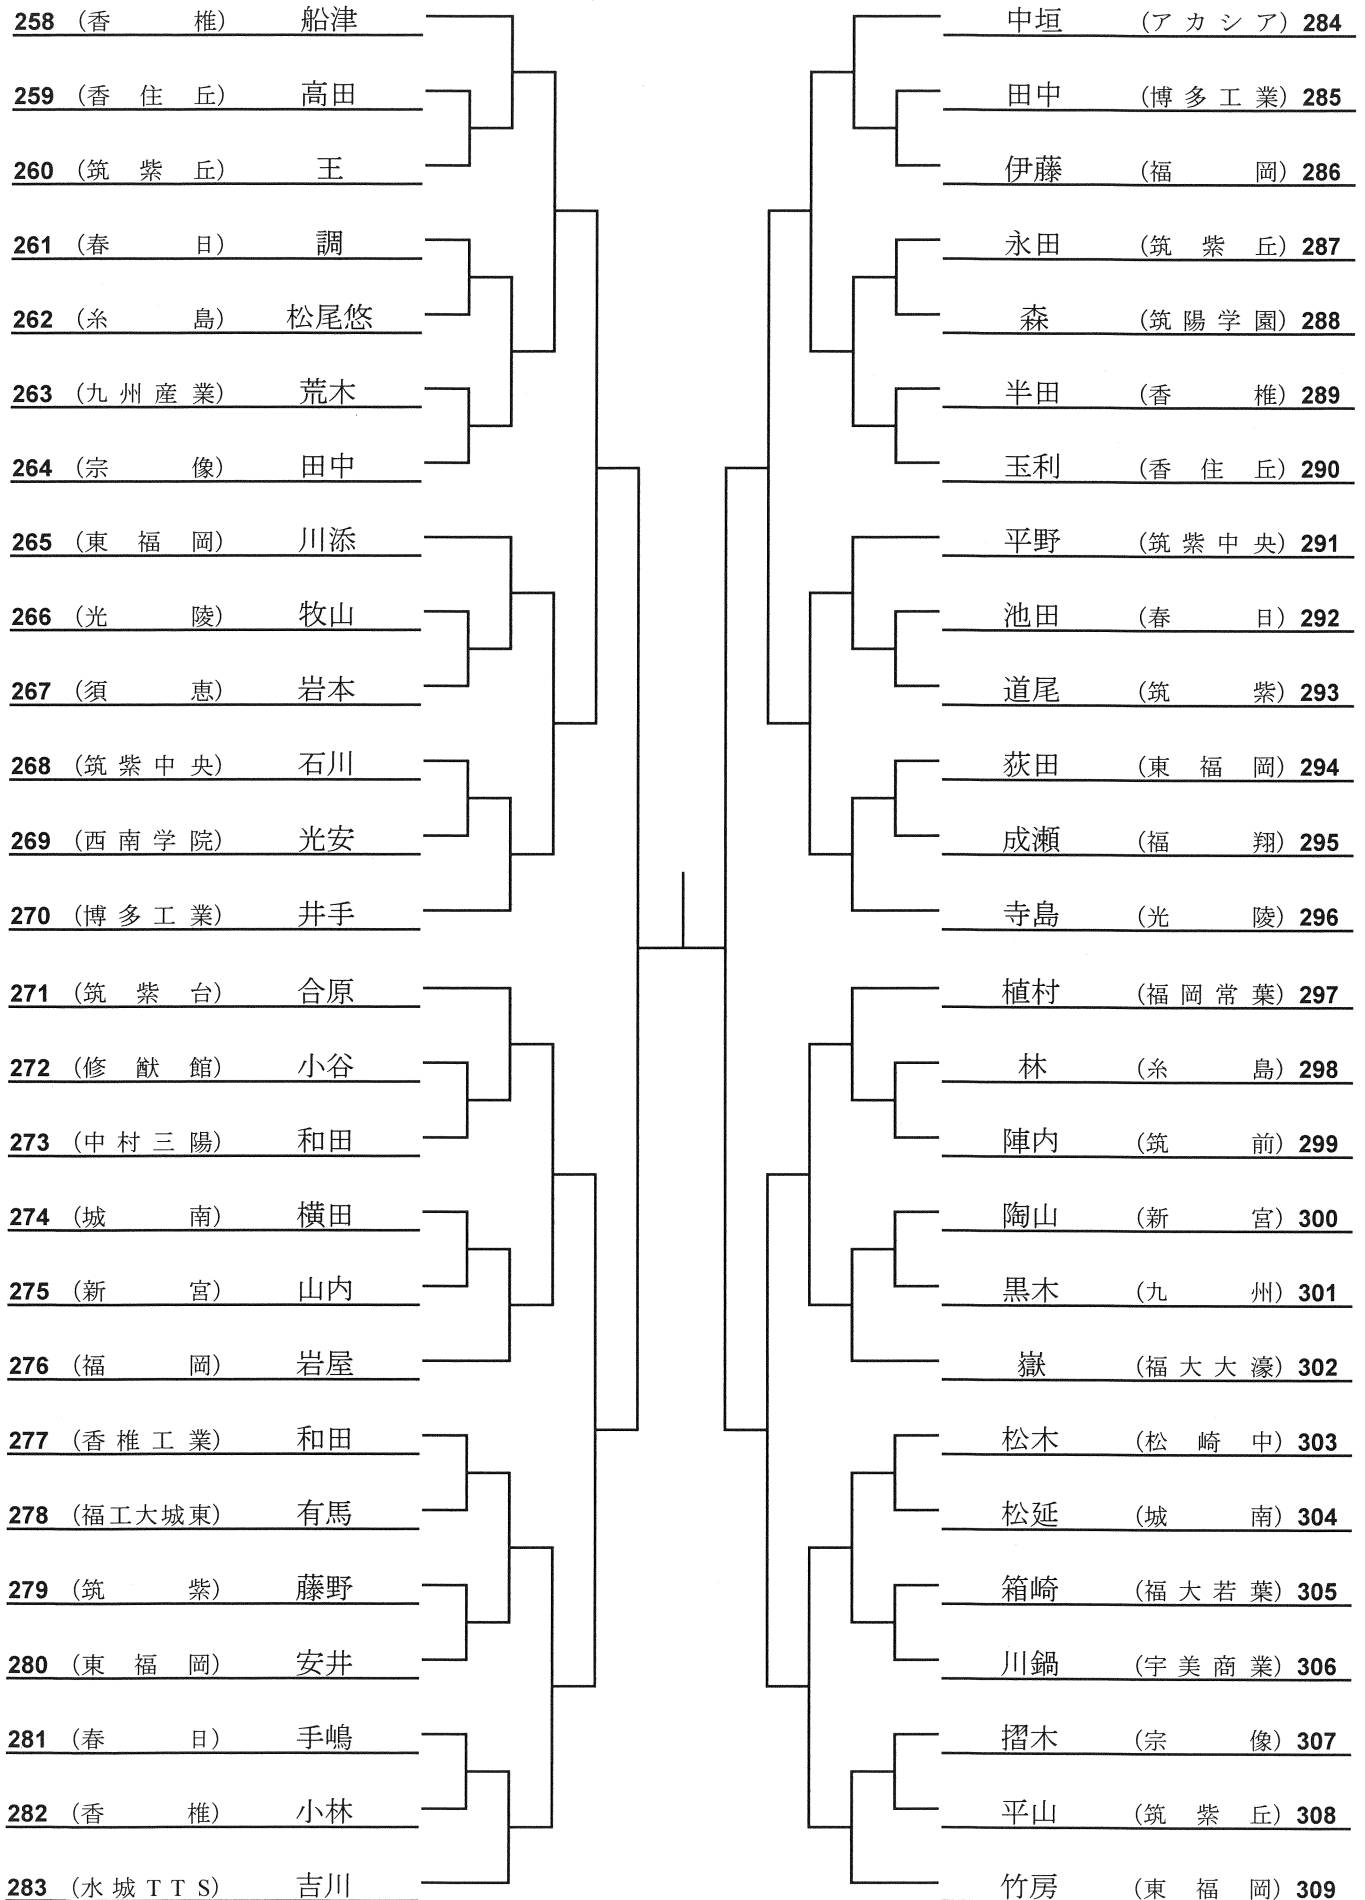 258 (香椎) 船津
259 (香住丘) 高田
260 (筑紫丘) 王
261 (春日) 調
262 (糸島) 松尾悠
263 (九州産業) 荒木
264 (宗像) 田中
265 (東福岡) 川添
266 (光陵) 牧山
267 (須恵) 岩本
268 (筑紫中央) 石川
269 (西南学院) 光安
270 (博多工業) 井手
271 (筑紫台) 合原
272 (修猷館) 小谷
273 (中村三陽) 和田
274 (城南) 横田
275 (新宮) 山内
276 (福岡) 岩屋
277 (香椎工業) 和田
278 (福工大城東) 有馬
279 (筑紫) 藤野
280 (東福岡) 安井
281 (春日) 手嶋
282 (香椎) 小林
283 (水城TTS) 吉川
中垣 (アカシア) 284
田中 (博多工業) 285
伊藤 (福岡) 286
永田 (筑紫丘) 287
森 (筑陽学園) 288
半田 (香椎) 289
玉利 (香住丘) 290
平野 (筑紫中央) 291
池田 (春日) 292
道尾 (筑紫) 293
荻田 (東福岡) 294
成瀬 (福翔) 295
寺島 (光陵) 296
植村 (福岡常葉) 297
林 (糸島) 298
陣内 (筑前) 299
陶山 (新宮) 300
黒木 (九州) 301
嶽 (福大大濠) 302
松木 (松崎中) 303
松延 (城南) 304
箱崎 (福大若葉) 305
川鍋 (宇美商業) 306
摺木 (宗像) 307
平山 (筑紫丘) 308
竹房 (東福岡) 309